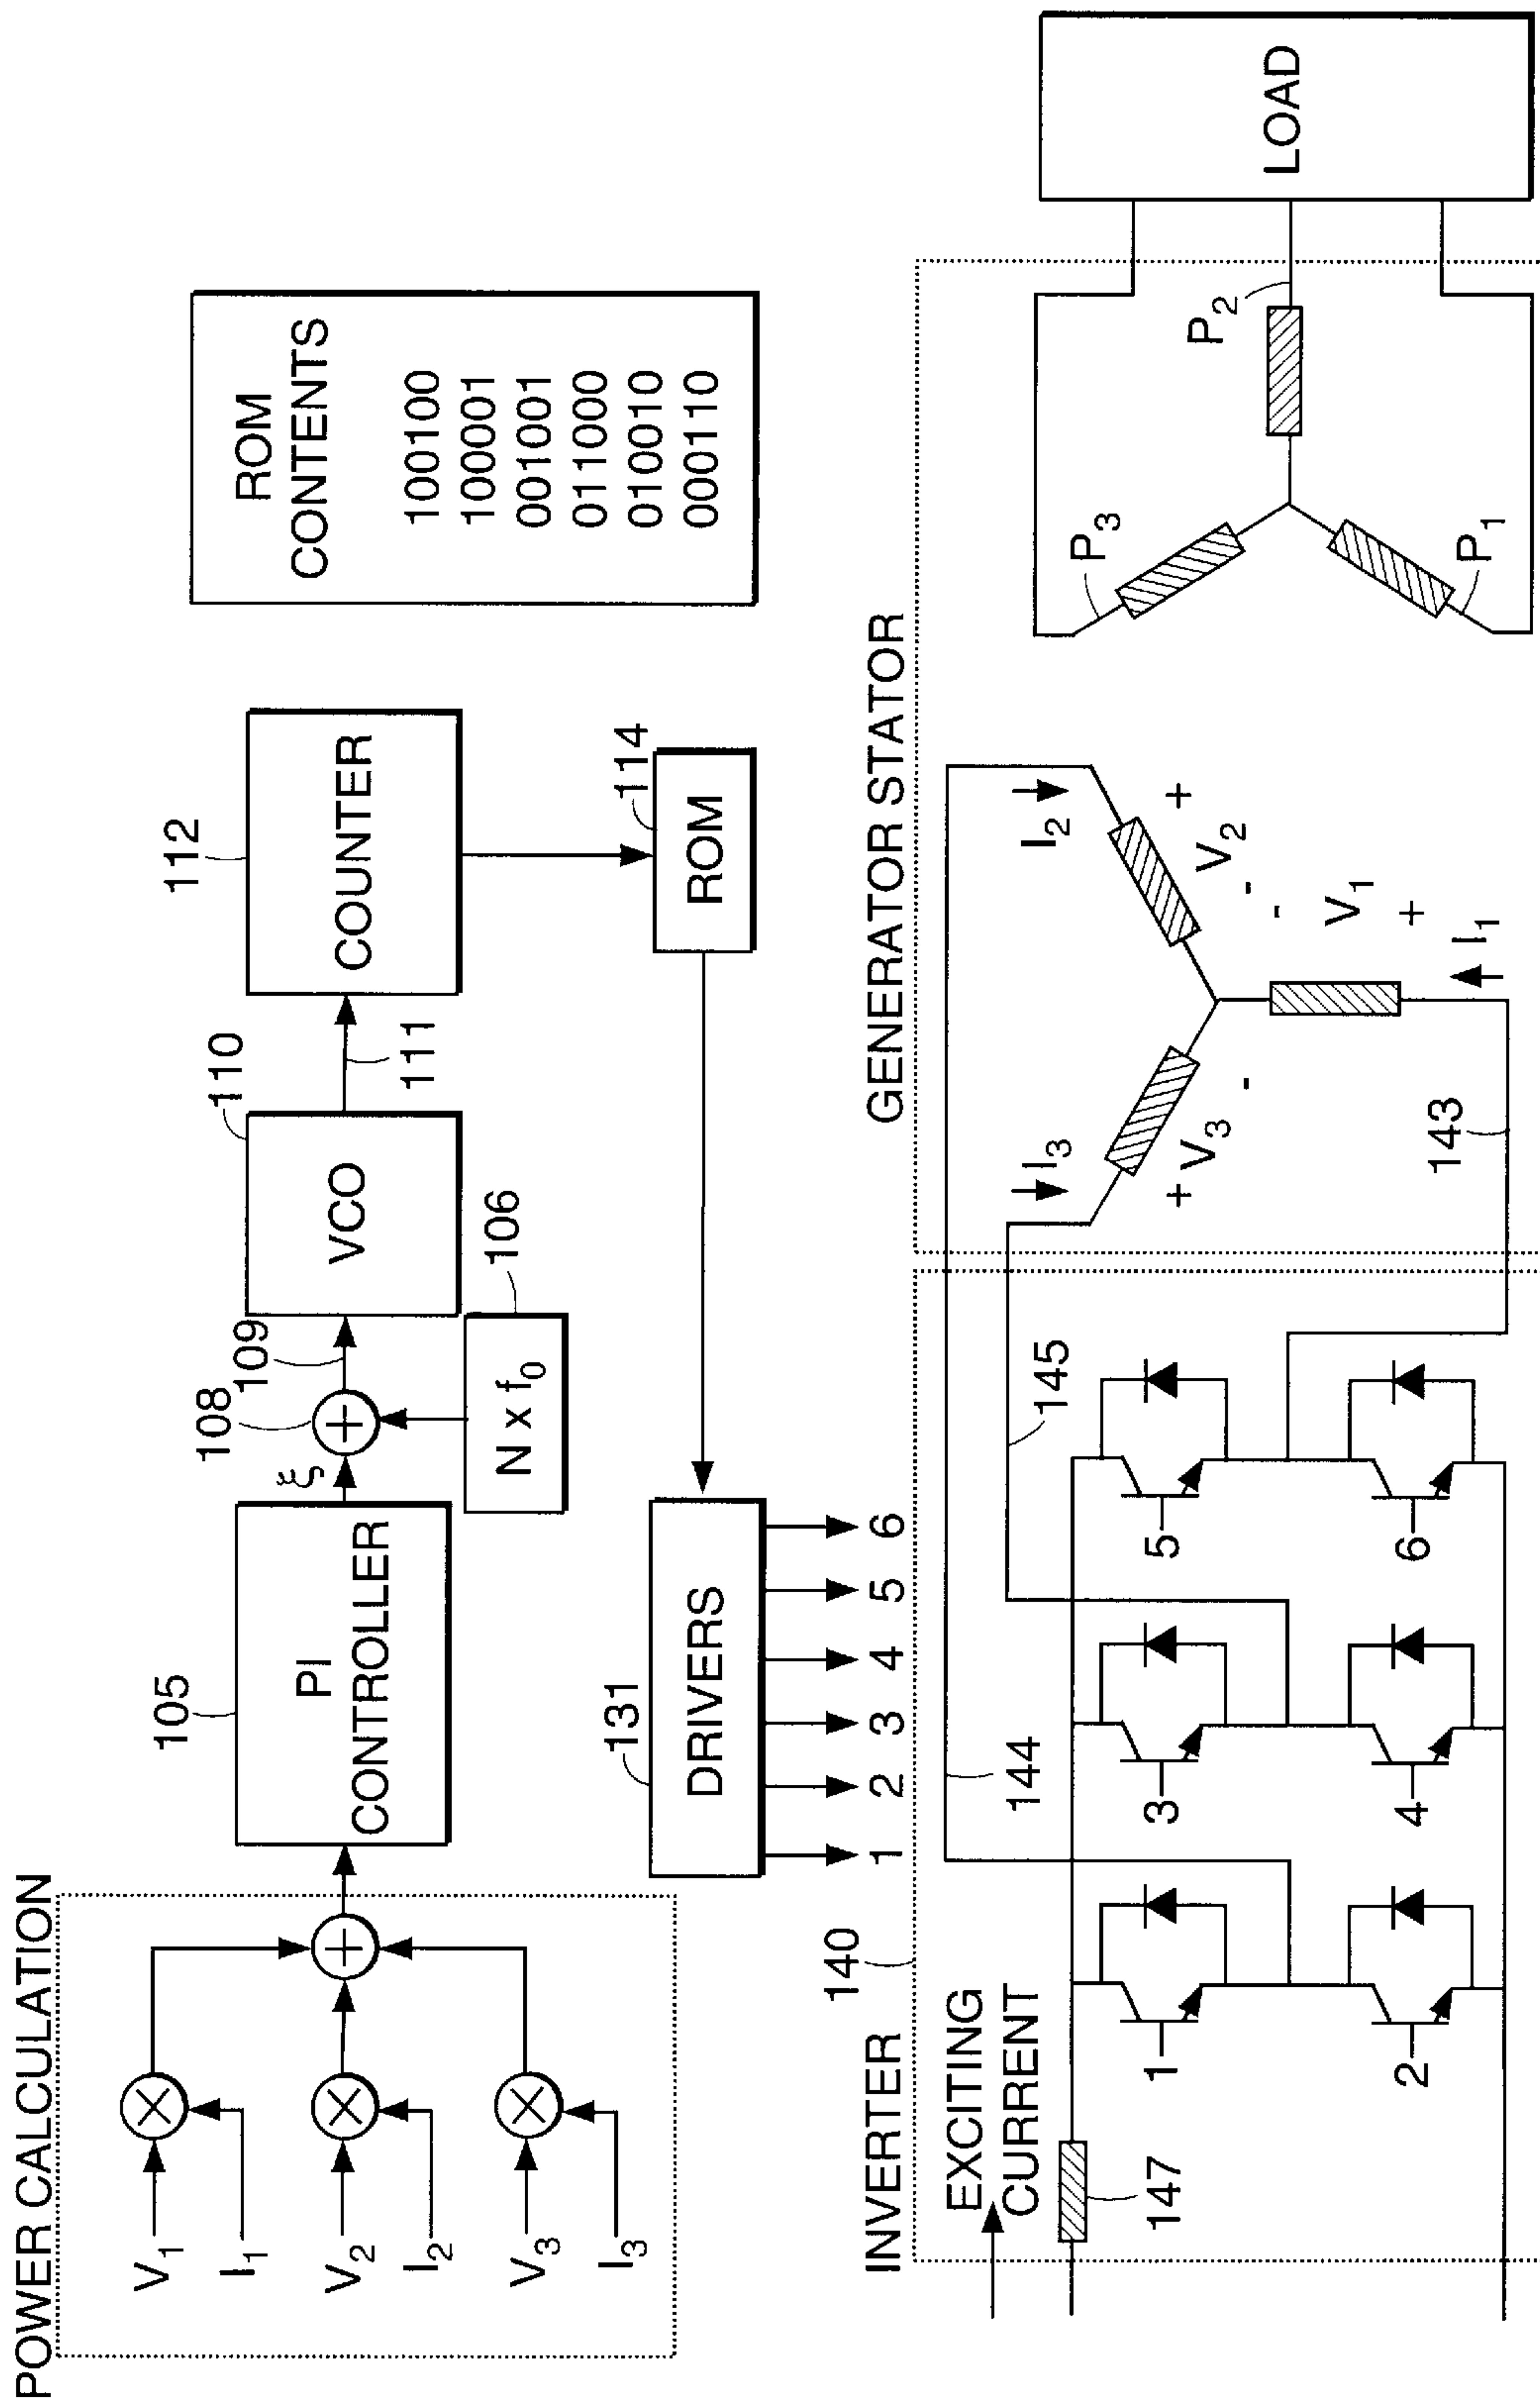 POWER CALCULATION
V1
I1
V2
I2
V3
I3
105
PI
CONTROLLER
ξ
108
109
N x f0
106
110
VCO
111
112
COUNTER
114
ROM
ROM
CONTENTS
100100
100001
001001
011000
010010
000110
131
DRIVERS
1 2 3 4 5 6
INVERTER
140
EXCITING
CURRENT
147
144
145
1
2
3
4
5
6
143
GENERATOR STATOR
I3
+ V3 -
I2
+
V2
-
-
V1
+
I1
P3
P2
P1
LOAD